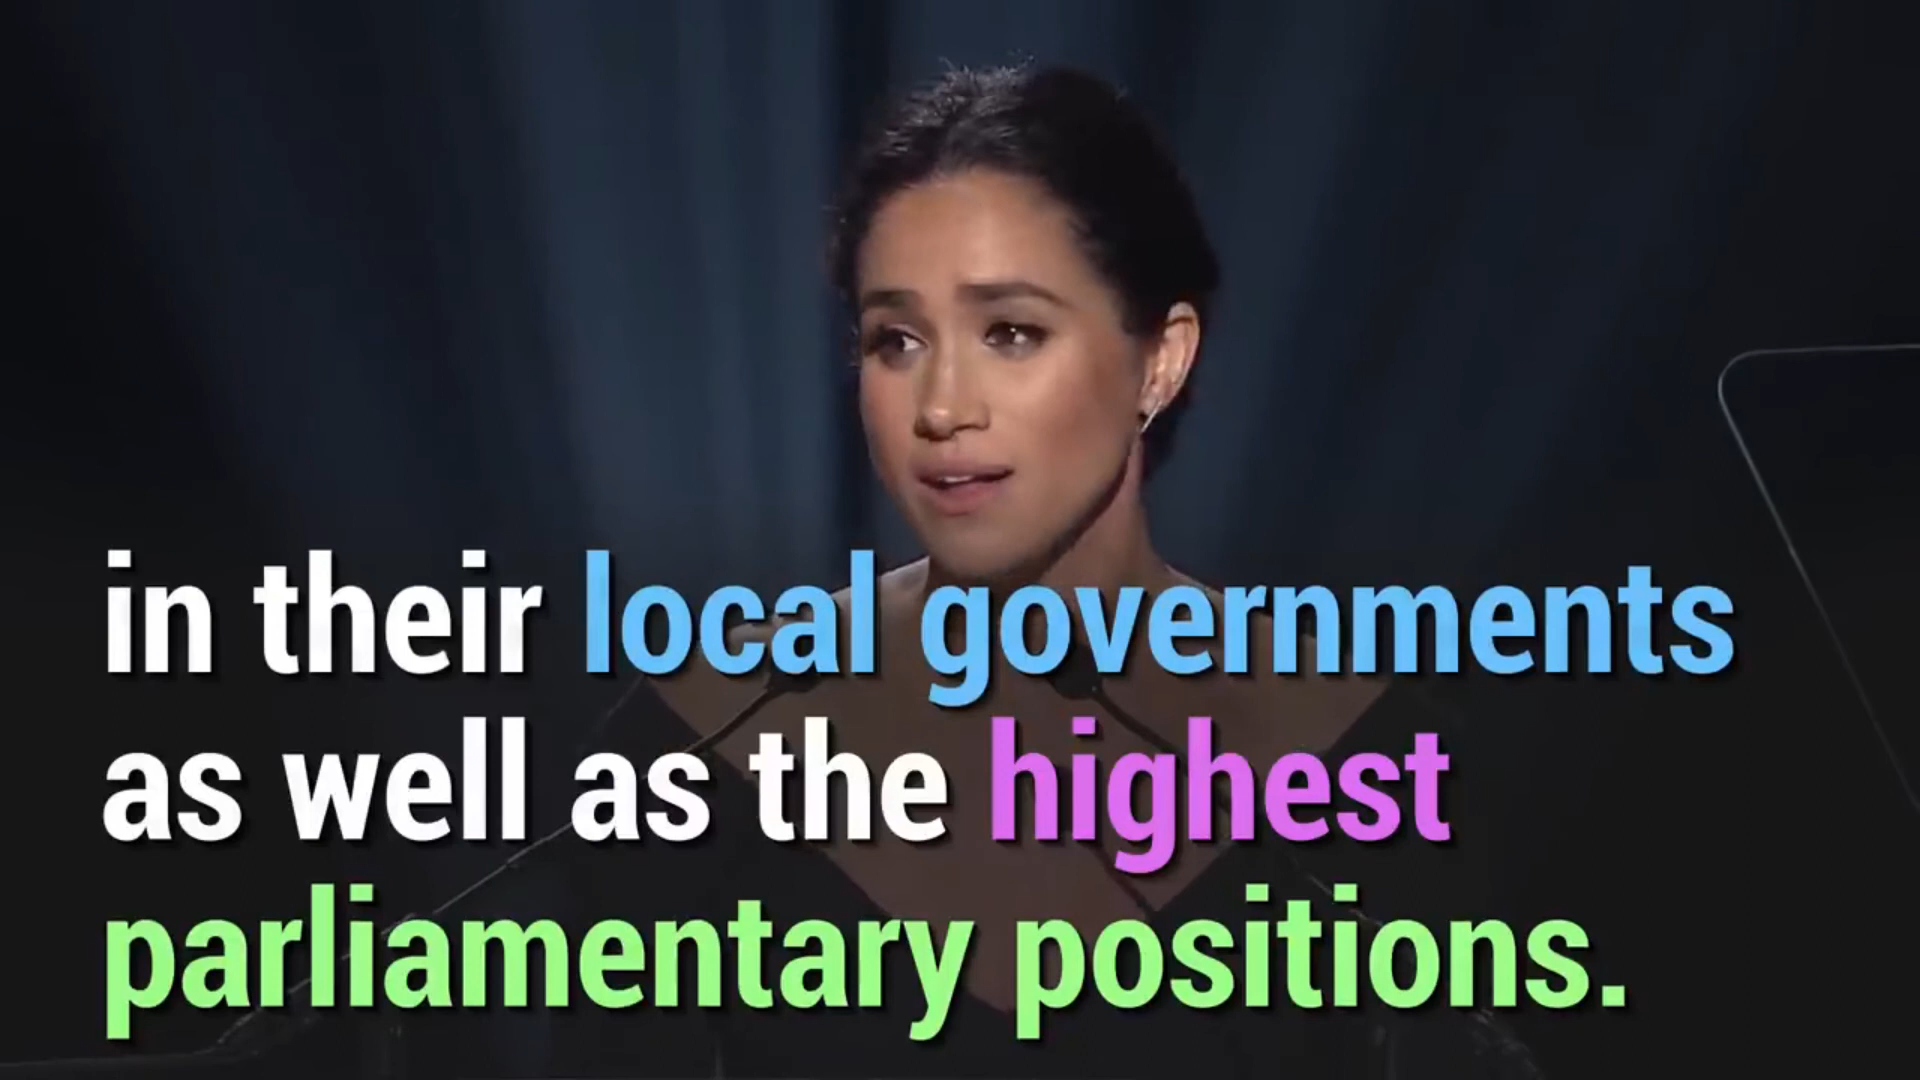 in their local governments
as well as the highest
parliamentary positions.